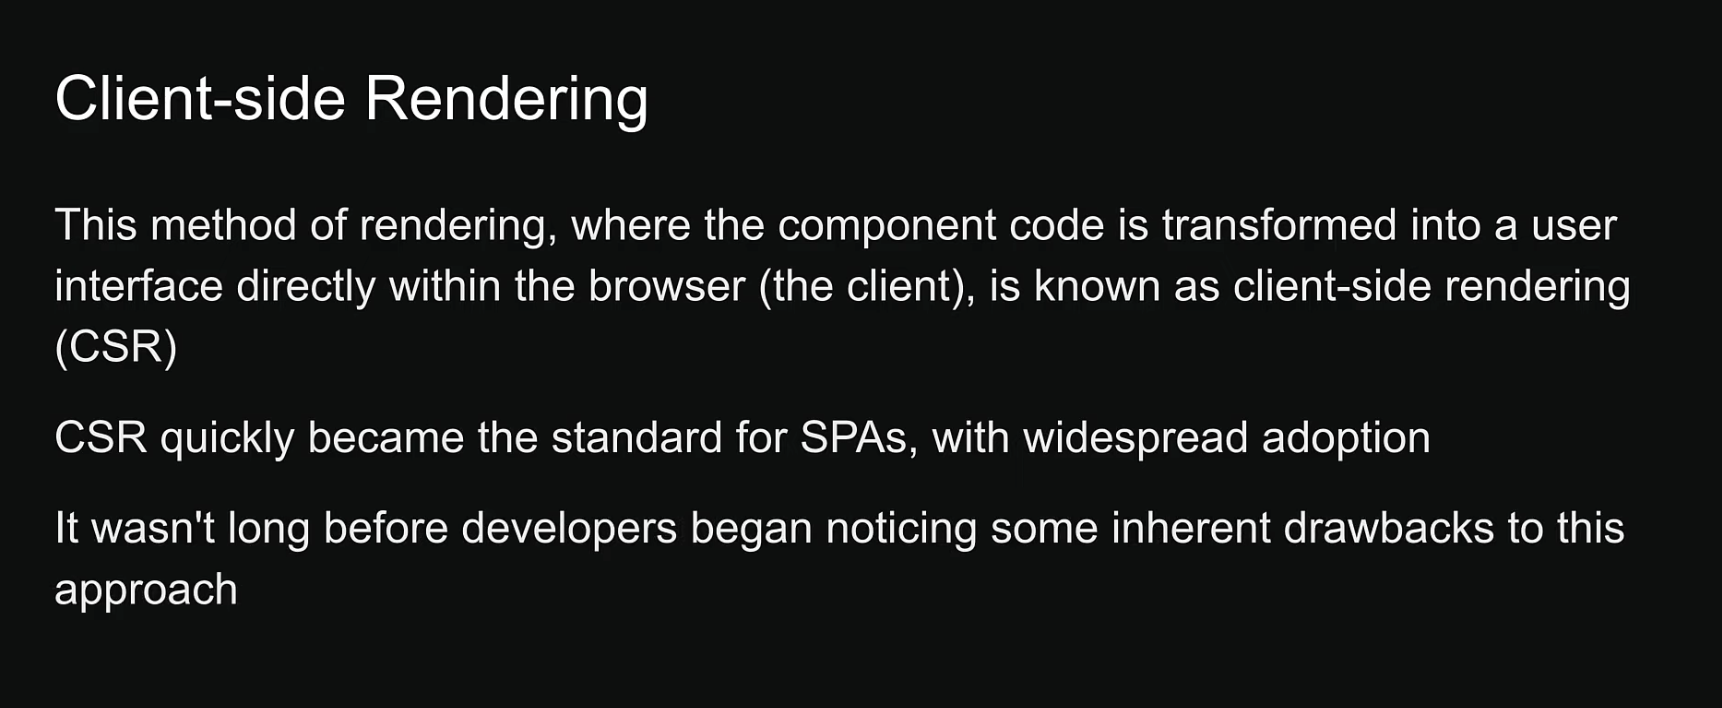 Client-side Rendering
This method of rendering, where the component code is transformed into a user
interface directly within the browser (the client), is known as client-side rendering
(CSR)
CSR quickly became the standard for SPAs, with widespread adoption
It wasn't long before developers began noticing some inherent drawbacks to this
approach